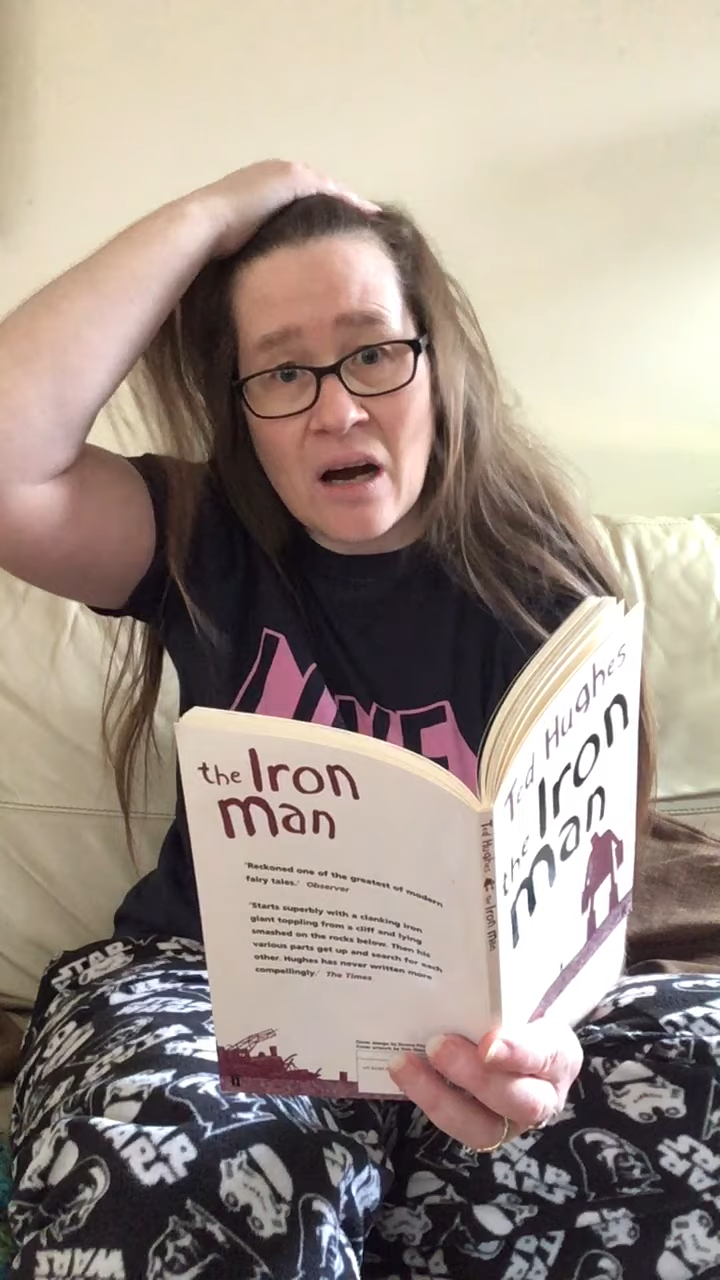 the Iron
man
'Reckoned one of the greatest of modern
fairy tales.' Observer
'Starts superbly with a clanking iron
giant toppling from a cliff and lying
smashed on the rocks below. Then his
various parts get up and search for each
other. Hughes has never written more
compellingly.' The Times
Ted Hughes the Iron man
Ted Hughes
the Iron
man
STAR
WARS
STAR
WARS
WARS